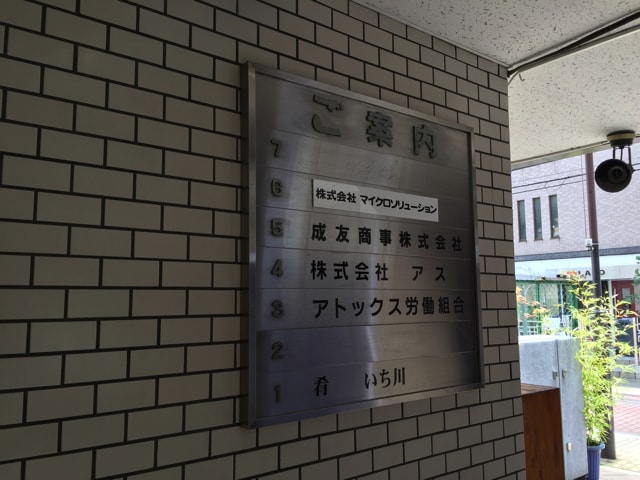 ご案内
7
6 株式会社 マイクロソリューション
5 成友商事株式会社
4 株式会社 アス
3 アトックス労働組合
2
1 肴 いち川